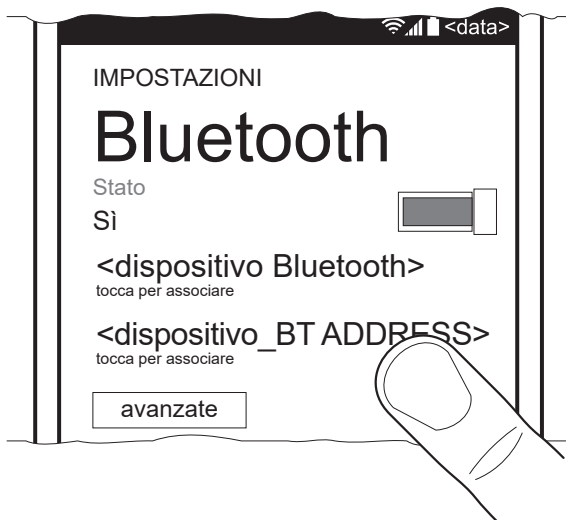 <data>
IMPOSTAZIONI
Bluetooth
Stato
Sì
<dispositivo Bluetooth>
tocca per associare
<dispositivo_BT ADDRESS>
tocca per associare
avanzate